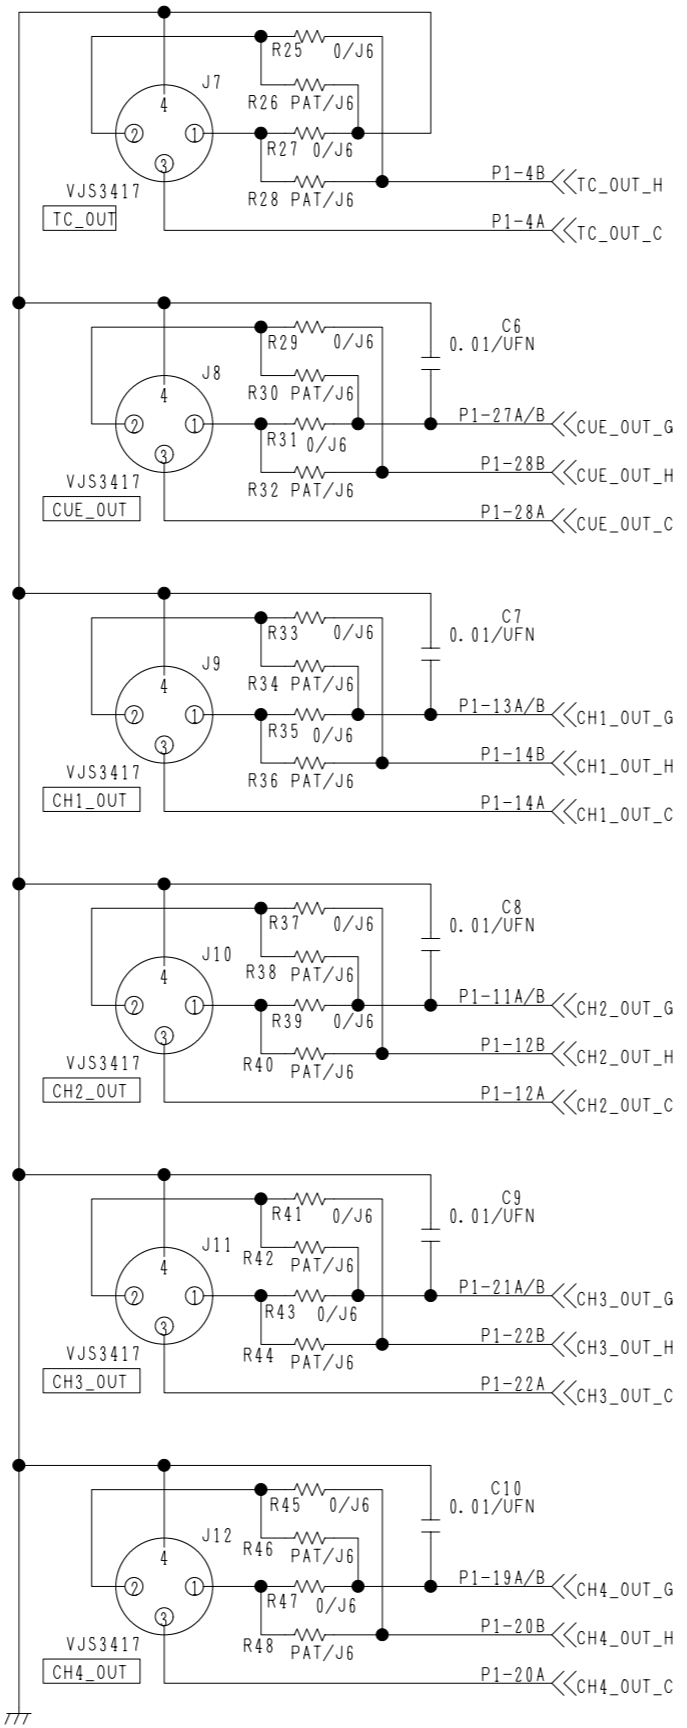 R25 0/J6
J7
4
R26 PAT/J6
2 1
R27 0/J6
3
P1-4B TC_OUT_H
VJS3417
R28 PAT/J6
TC_OUT
P1-4A TC_OUT_C
C6
0.01/UFN
R29 0/J6
J8
4
R30 PAT/J6
2 1
P1-27A/B CUE_OUT_G
R31 0/J6
3
P1-28B CUE_OUT_H
VJS3417
R32 PAT/J6
CUE_OUT
P1-28A CUE_OUT_C
C7
0.01/UFN
R33 0/J6
J9
4
R34 PAT/J6
2 1
P1-13A/B CH1_OUT_G
R35 0/J6
3
P1-14B CH1_OUT_H
VJS3417
R36 PAT/J6
CH1_OUT
P1-14A CH1_OUT_C
C8
0.01/UFN
R37 0/J6
J10
4
R38 PAT/J6
2 1
P1-11A/B CH2_OUT_G
R39 0/J6
3
P1-12B CH2_OUT_H
VJS3417
R40 PAT/J6
CH2_OUT
P1-12A CH2_OUT_C
C9
0.01/UFN
R41 0/J6
J11
4
R42 PAT/J6
2 1
P1-21A/B CH3_OUT_G
R43 0/J6
3
P1-22B CH3_OUT_H
VJS3417
R44 PAT/J6
CH3_OUT
P1-22A CH3_OUT_C
C10
0.01/UFN
R45 0/J6
J12
4
R46 PAT/J6
2 1
P1-19A/B CH4_OUT_G
R47 0/J6
3
P1-20B CH4_OUT_H
VJS3417
R48 PAT/J6
CH4_OUT
P1-20A CH4_OUT_C